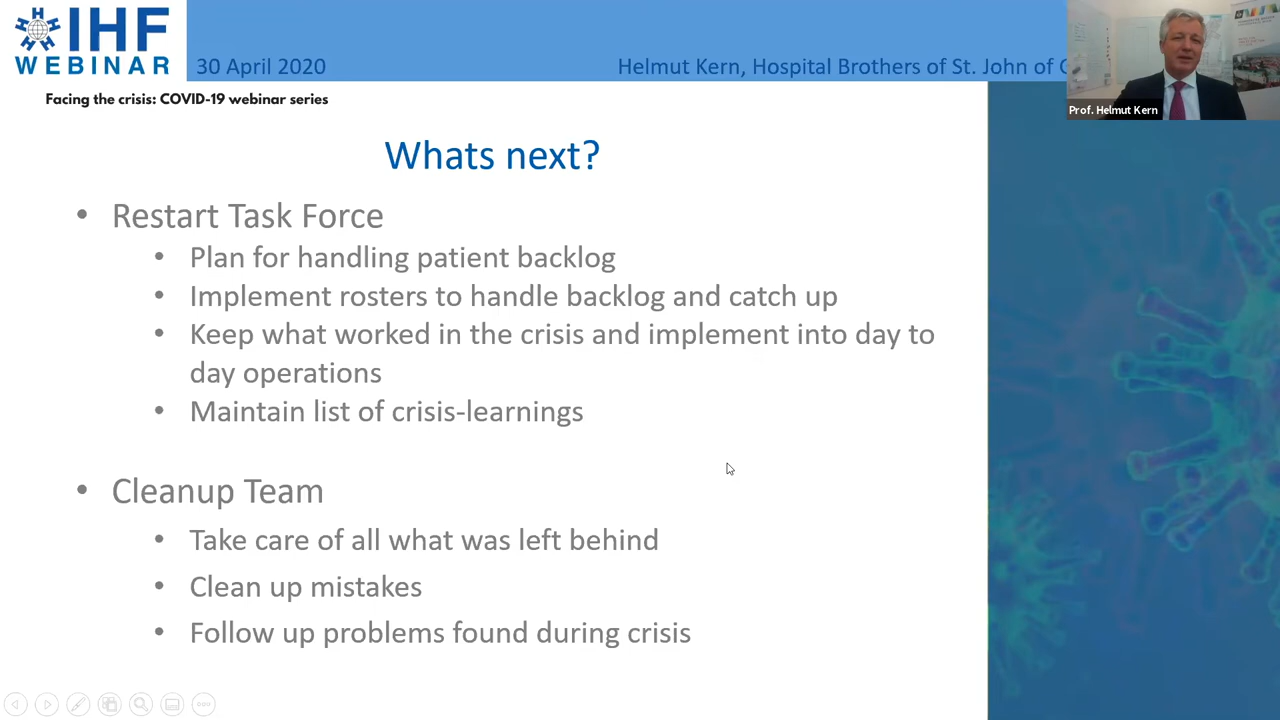 IHF
WEBINAR
30 April 2020
Helmut Kern, Hospital Brothers of St. John of
Prof. Helmut Kern
Facing the crisis: COVID-19 webinar series
Whats next?
• Restart Task Force
• Plan for handling patient backlog
• Implement rosters to handle backlog and catch up
• Keep what worked in the crisis and implement into day to
day operations
• Maintain list of crisis-learnings
• Cleanup Team
• Take care of all what was left behind
• Clean up mistakes
• Follow up problems found during crisis